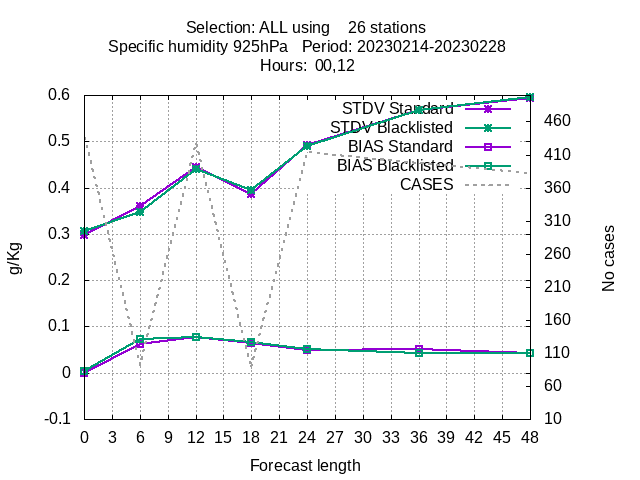 Selection: ALL using    26 stations
Specific humidity 925hPa   Period: 20230214-20230228
Hours:  00,12
STDV Standard
STDV Blacklisted
BIAS Standard
BIAS Blacklisted
CASES
0.6
0.5
0.4
0.3
0.2
0.1
0
-0.1
g/Kg
460
410
360
310
260
210
160
110
60
10
No cases
0 3 6 9 12 15 18 21 24 27 30 33 36 39 42 45 48
Forecast length